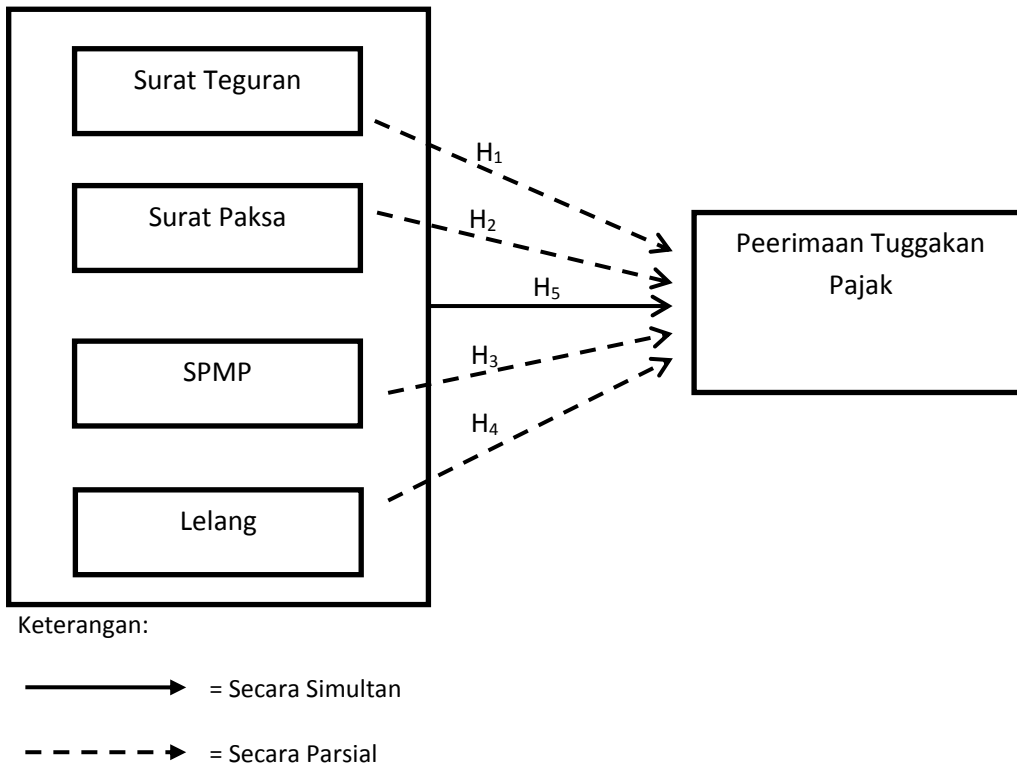 Surat Teguran
H₁
Surat Paksa
H₂
Peerimaan Tuggakan
Pajak
H₅
SPMP
H₃
H₄
Lelang
Keterangan:
= Secara Simultan
= Secara Parsial